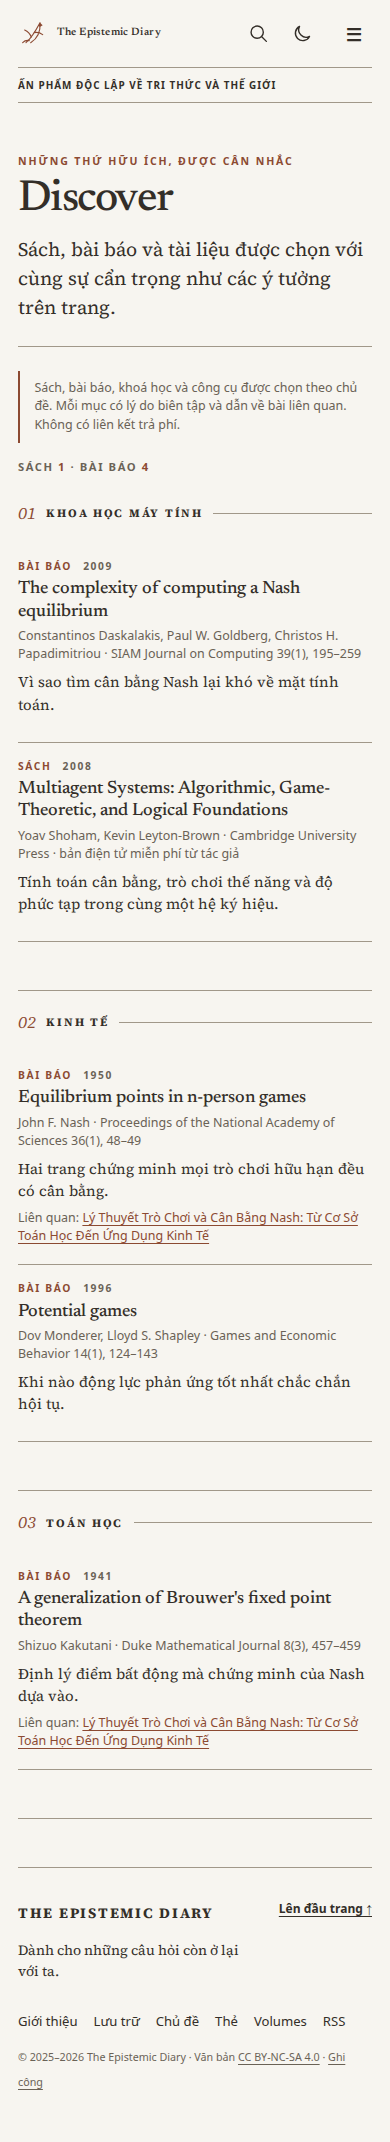 The Epistemic Diary
ẤN PHẨM ĐỘC LẬP VỀ TRI THỨC VÀ THẾ GIỚI
NHỮNG THỨ HỮU ÍCH, ĐƯỢC CÂN NHẮC
Discover
Sách, bài báo và tài liệu được chọn với
cùng sự cẩn trọng như các ý tưởng
trên trang.
Sách, bài báo, khoá học và công cụ được chọn theo chủ
đề. Mỗi mục có lý do biên tập và dẫn về bài liên quan.
Không có liên kết trả phí.
SÁCH 1 · BÀI BÁO 4
01 KHOA HỌC MÁY TÍNH
BÀI BÁO 2009
The complexity of computing a Nash
equilibrium
Constantinos Daskalakis, Paul W. Goldberg, Christos H.
Papadimitriou · SIAM Journal on Computing 39(1), 195–259
Vì sao tìm cân bằng Nash lại khó về mặt tính
toán.
SÁCH 2008
Multiagent Systems: Algorithmic, Game-
Theoretic, and Logical Foundations
Yoav Shoham, Kevin Leyton-Brown · Cambridge University
Press · bản điện tử miễn phí từ tác giả
Tính toán cân bằng, trò chơi thế năng và độ
phức tạp trong cùng một hệ ký hiệu.
02 KINH TẾ
BÀI BÁO 1950
Equilibrium points in n-person games
John F. Nash · Proceedings of the National Academy of
Sciences 36(1), 48–49
Hai trang chứng minh mọi trò chơi hữu hạn đều
có cân bằng.
Liên quan: Lý Thuyết Trò Chơi và Cân Bằng Nash: Từ Cơ Sở
Toán Học Đến Ứng Dụng Kinh Tế
BÀI BÁO 1996
Potential games
Dov Monderer, Lloyd S. Shapley · Games and Economic
Behavior 14(1), 124–143
Khi nào động lực phản ứng tốt nhất chắc chắn
hội tụ.
03 TOÁN HỌC
BÀI BÁO 1941
A generalization of Brouwer's fixed point
theorem
Shizuo Kakutani · Duke Mathematical Journal 8(3), 457–459
Định lý điểm bất động mà chứng minh của Nash
dựa vào.
Liên quan: Lý Thuyết Trò Chơi và Cân Bằng Nash: Từ Cơ Sở
Toán Học Đến Ứng Dụng Kinh Tế
THE EPISTEMIC DIARY
Lên đầu trang ↑
Dành cho những câu hỏi còn ở lại
với ta.
Giới thiệu Lưu trữ Chủ đề Thẻ Volumes RSS
© 2025–2026 The Epistemic Diary · Văn bản CC BY-NC-SA 4.0 · Ghi
công